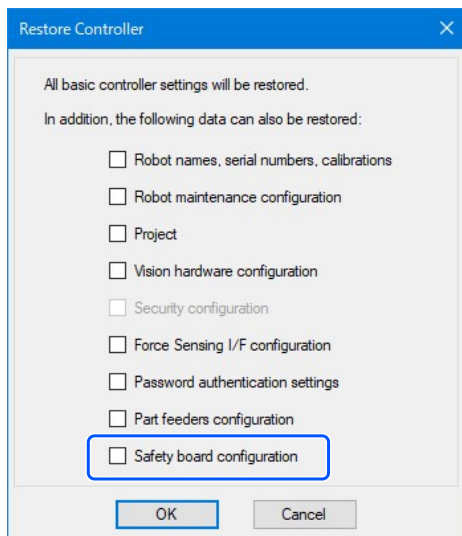 Restore Controller
All basic controller settings will be restored.
In addition, the following data can also be restored:
Robot names, serial numbers, calibrations
Robot maintenance configuration
Project
Vision hardware configuration
Security configuration
Force Sensing I/F configuration
Password authentication settings
Part feeders configuration
Safety board configuration
OK
Cancel